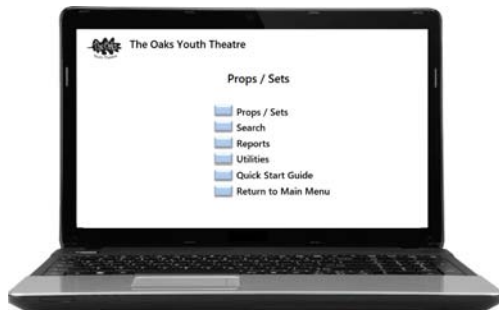 The Oaks Youth Theatre
Props / Sets
Props / Sets
Search
Reports
Utilities
Quick Start Guide
Return to Main Menu